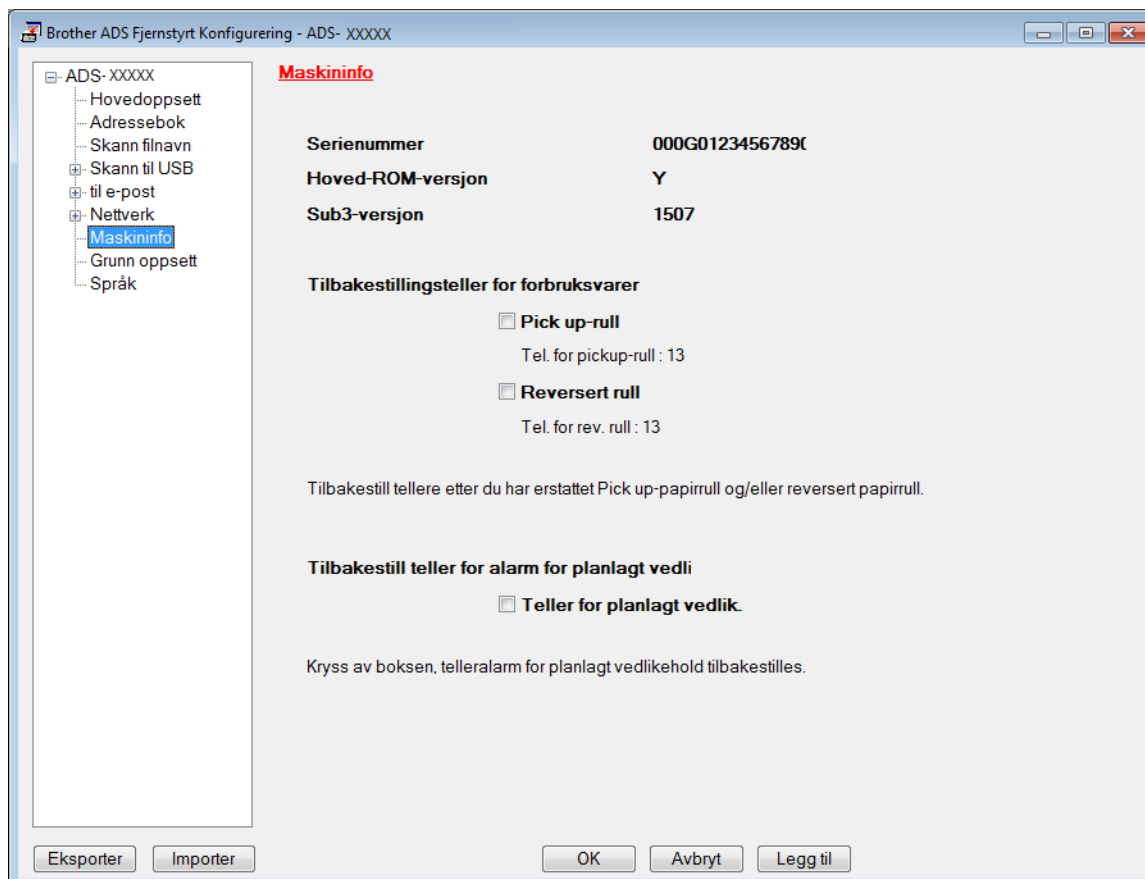 Brother ADS Fjernstyrt Konfigurering - ADS- XXXXX
ADS- XXXXX
Hovedoppsett
Adressebok
Skann filnavn
Skann til USB
til e-post
Nettverk
Maskininfo
Grunn oppsett
Språk
Maskininfo
Serienummer 000G0123456789
Hoved-ROM-versjon Y
Sub3-versjon 1507
Tilbakestillingsteller for forbruksvarer
Pick up-rull
Tel. for pickup-rull : 13
Reversert rull
Tel. for rev. rull : 13
Tilbakestill tellere etter du har erstattet Pick up-papirrull og/eller reversert papirrull.
Tilbakestill teller for alarm for planlagt vedli
Teller for planlagt vedlik.
Kryss av boksen, telleralarm for planlagt vedlikehold tilbakestilles.
Eksporter Importer OK Avbryt Legg til